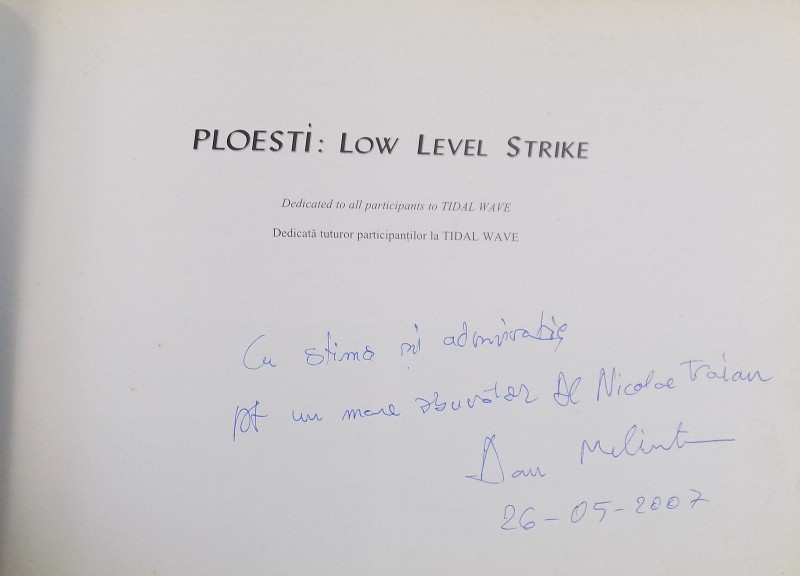 PLOESTi: LOW LEVEL STRIKE
Dedicated to all participants to TIDAL WAVE
Dedicată tuturor participanților la TIDAL WAVE
Cu stima și admirație
pt un mare zburător Dl Nicolae Traian
Dan Melinte
26-05-2007